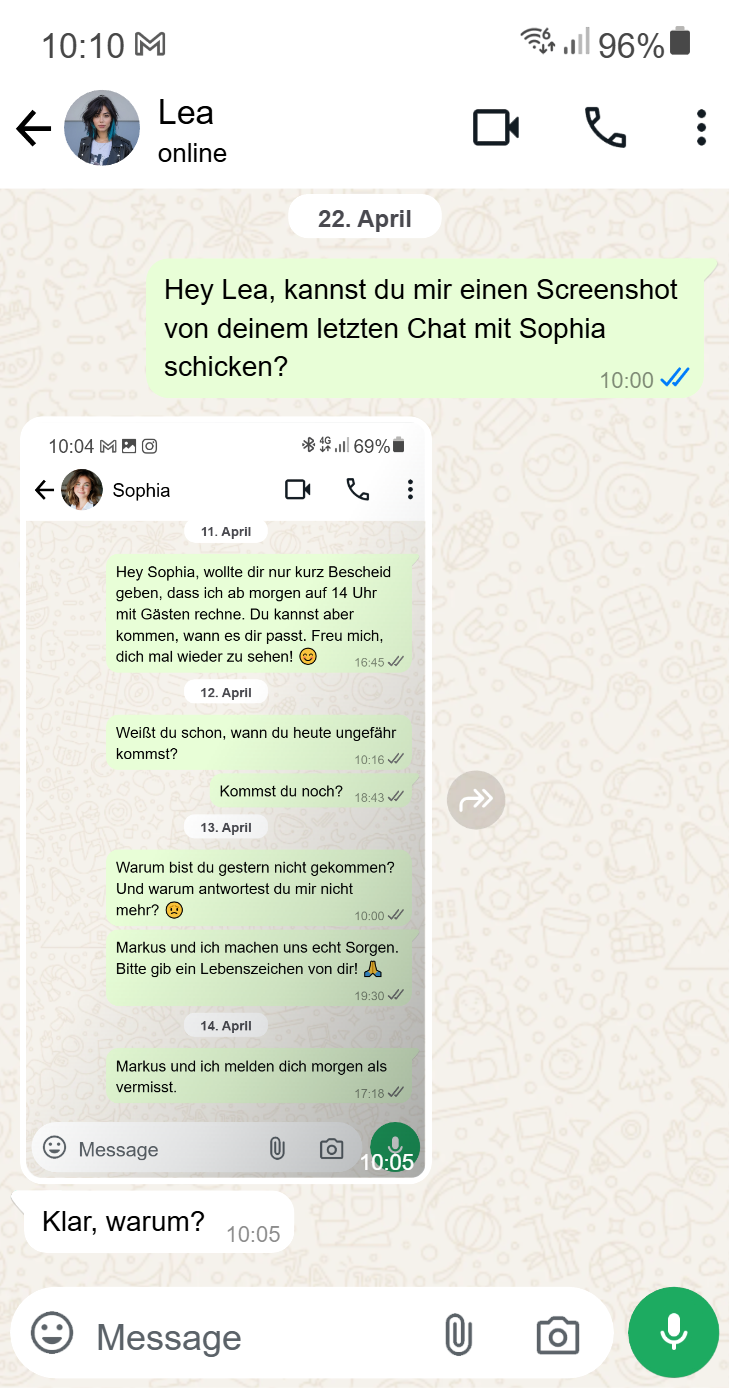 10:10 96%
Lea
online
22. April
Hey Lea, kannst du mir einen Screenshot
von deinem letzten Chat mit Sophia
schicken?
10:00
10:04 4G 69%
Sophia
11. April
Hey Sophia, wollte dir nur kurz Bescheid
geben, dass ich ab morgen auf 14 Uhr
mit Gästen rechne. Du kannst aber
kommen, wann es dir passt. Freu mich,
dich mal wieder zu sehen! 😊
16:45
12. April
Weißt du schon, wann du heute ungefähr
kommst?
10:16
Kommst du noch? 18:43
13. April
Warum bist du gestern nicht gekommen?
Und warum antwortest du mir nicht
mehr? 😠
10:00
Markus und ich machen uns echt Sorgen.
Bitte gib ein Lebenszeichen von dir! 🙏
19:30
14. April
Markus und ich melden dich morgen als
vermisst.
17:18
Message
10:05
Klar, warum? 10:05
Message